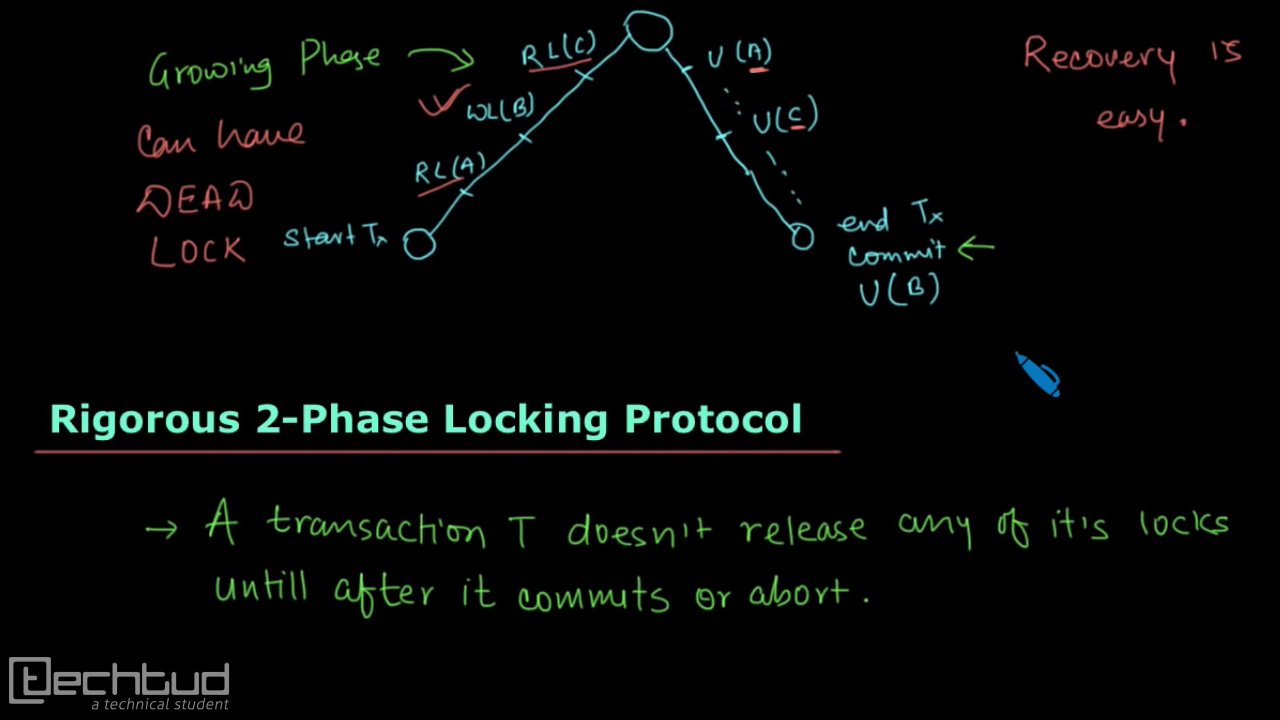 Growing Phase
RL(C)
U(A)
Recovery is
easy.
WL(B)
U(C)
Can have
DEAD
LOCK
RL(A)
Start Tx
end Tx
commit
U(B)
Rigorous 2-Phase Locking Protocol
→ A transaction T doesn't release any of it's locks
untill after it commits or abort.
techtud
a technical student